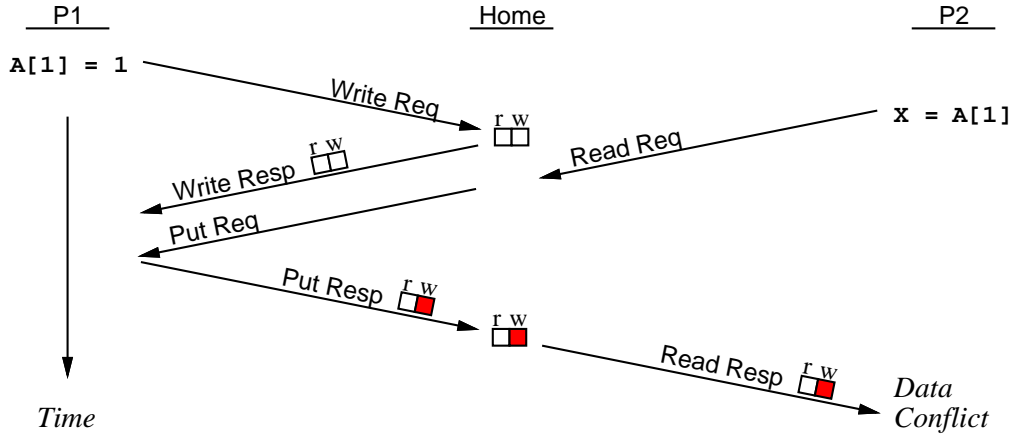 P1
Home
P2
A[1] = 1
Write Req
X = A[1]
r w
Read Req
r w
Write Resp
Put Req
Put Resp
r w
r w
Read Resp
r w
Data
Conflict
Time